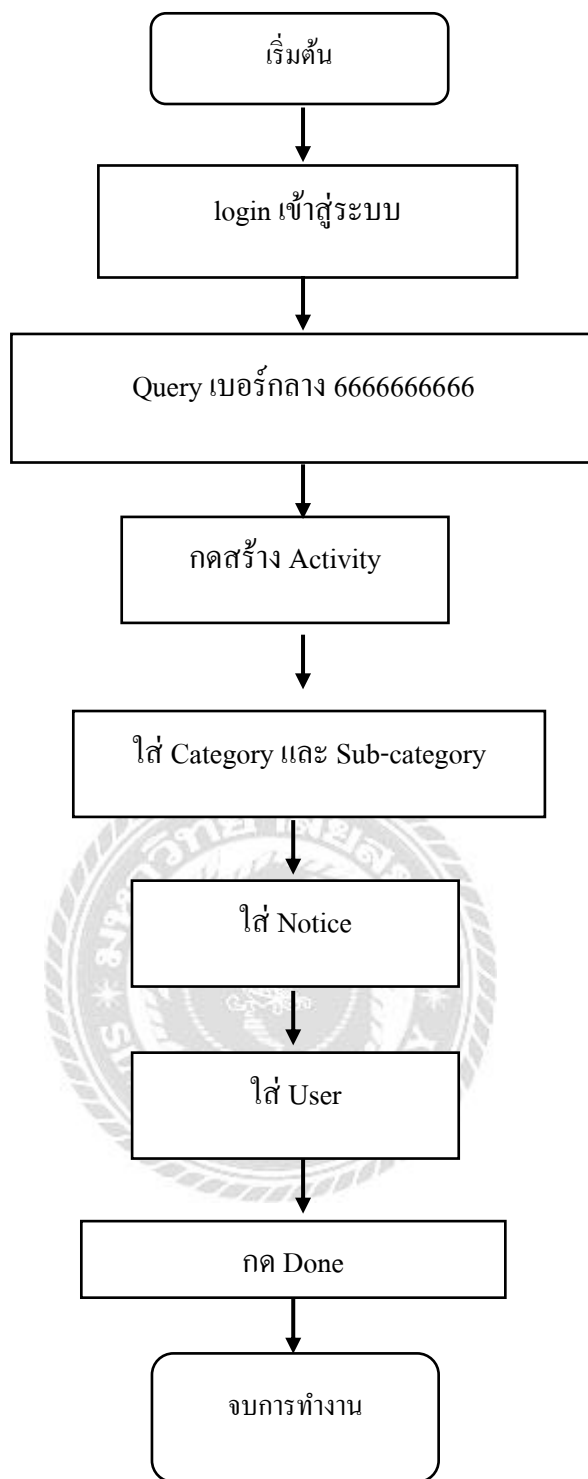 เริ่มต้น
login เข้าสู่ระบบ
Query เบอร์กลาง 6666666666
กดสร้าง Activity
ใส่ Category และ Sub-category
ใส่ Notice
ใส่ User
กด Done
จบการทำงาน